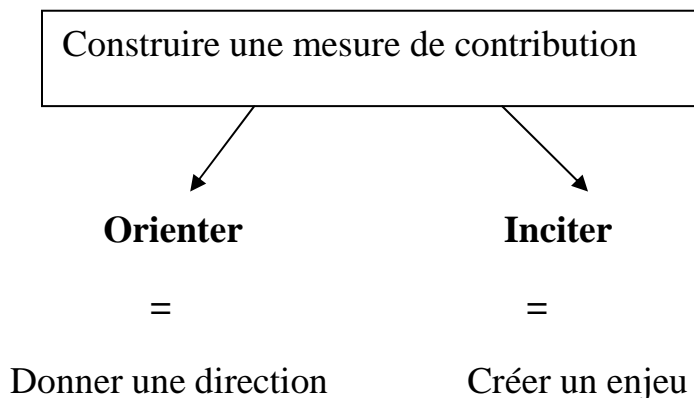 Construire une mesure de contribution
Orienter Inciter
= =
Donner une direction Créer un enjeu